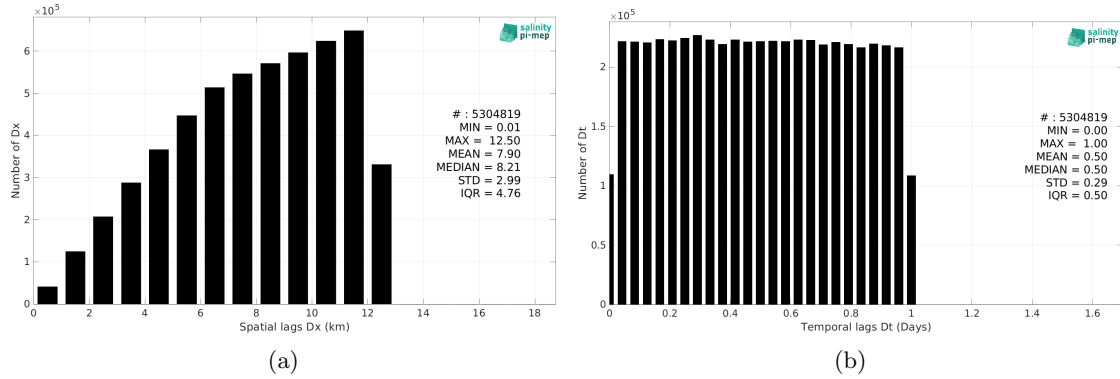 ×10⁵
6
5
4
3
2
1
0
0 2 4 6 8 10 12 14 16 18
Number of Dx
Spatial lags Dx (km)
salinity
pi-mep
# : 5304819
MIN = 0.01
MAX = 12.50
MEAN = 7.90
MEDIAN = 8.21
STD = 2.99
IQR = 4.76
(a)
×10⁵
2
1.5
1
0.5
0
0 0.2 0.4 0.6 0.8 1 1.2 1.4 1.6
Number of Dt
Temporal lags Dt (Days)
salinity
pi-mep
# : 5304819
MIN = 0.00
MAX = 1.00
MEAN = 0.50
MEDIAN = 0.50
STD = 0.29
IQR = 0.50
(b)